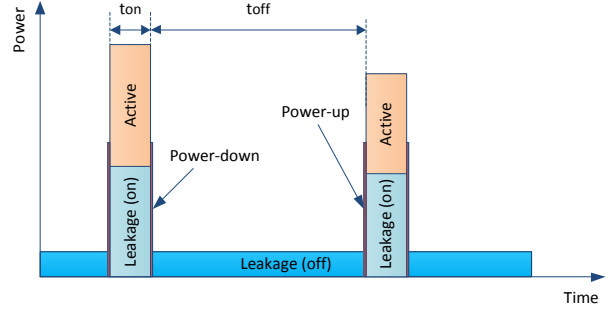 ton
toff
Power
Active
Leakage (on)
Power-down
Power-up
Active
Leakage (on)
Leakage (off)
Time